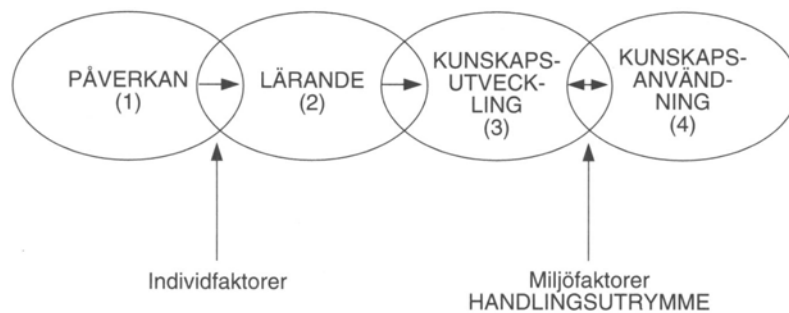 PÅVERKAN
(1)
LÄRANDE
(2)
KUNSKAPS-
UTVECK-
LING
(3)
KUNSKAPS-
ANVÄND-
NING
(4)
Individfaktorer
Miljöfaktorer
HANDLINGSUTRYMME